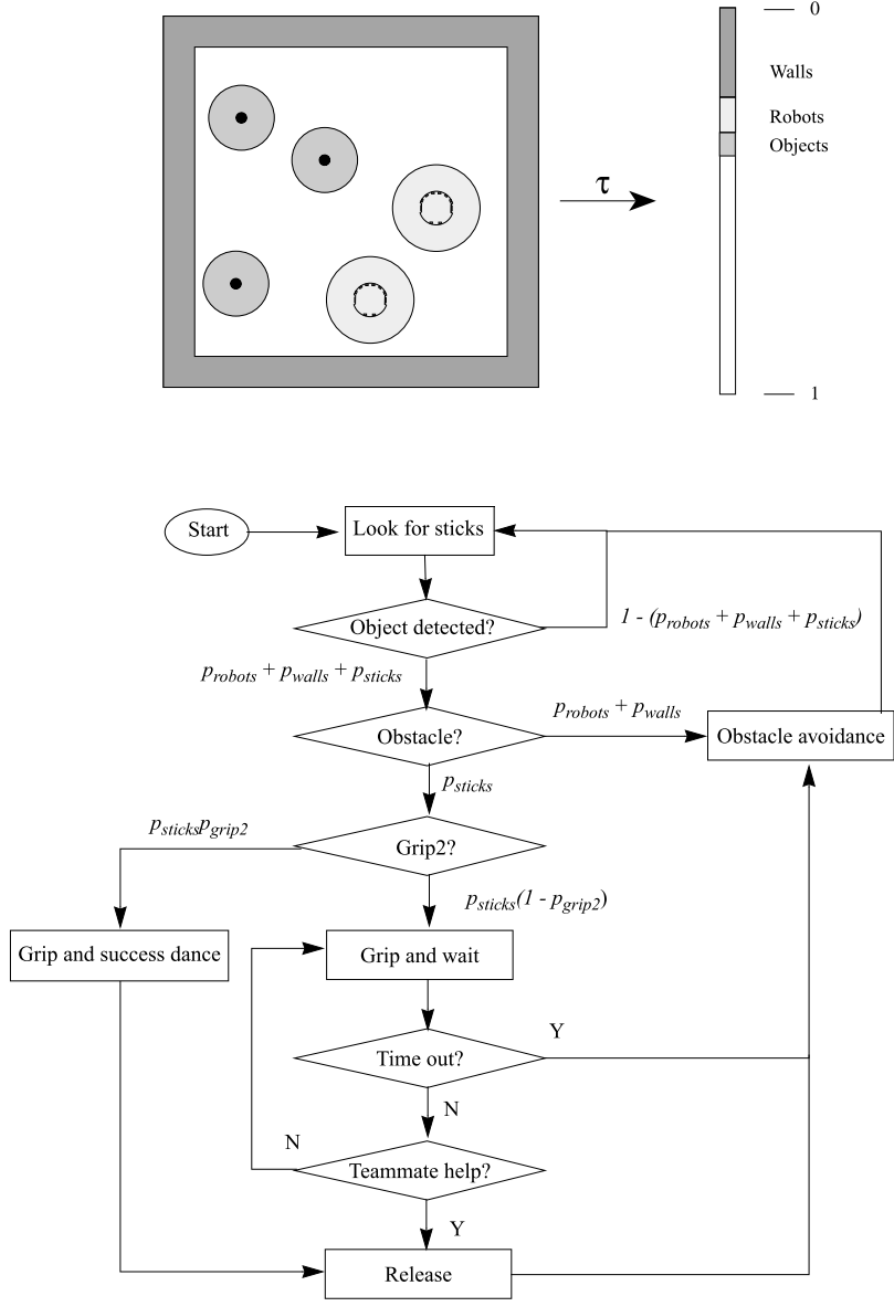 0
Walls
Robots
Objects
τ
1
Start
Look for sticks
Object detected?
1 - (p_robots + p_walls + p_sticks)
p_robots + p_walls + p_sticks
p_robots + p_walls
Obstacle?
Obstacle avoidance
p_sticks
p_sticks p_grip2
Grip2?
p_sticks(1 - p_grip2)
Grip and success dance
Grip and wait
Y
Time out?
N
N
Teammate help?
Y
Release